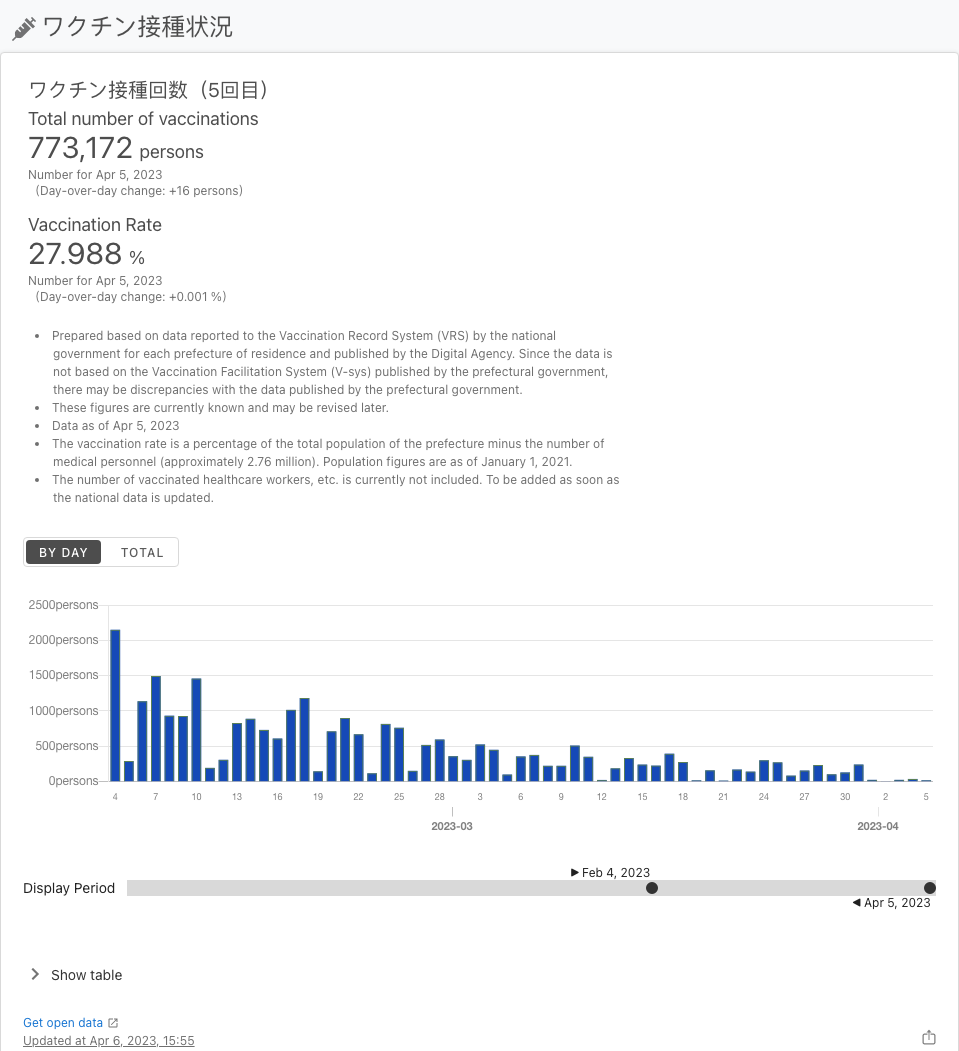 ワクチン接種状況
ワクチン接種回数（5回目）
Total number of vaccinations
773,172 persons
Number for Apr 5, 2023
（Day-over-day change: +16 persons）
Vaccination Rate
27.988 %
Number for Apr 5, 2023
（Day-over-day change: +0.001 %）
• Prepared based on data reported to the Vaccination Record System (VRS) by the national
government for each prefecture of residence and published by the Digital Agency. Since the data is
not based on the Vaccination Facilitation System (V-sys) published by the prefectural government,
there may be discrepancies with the data published by the prefectural government.
• These figures are currently known and may be revised later.
• Data as of Apr 5, 2023
• The vaccination rate is a percentage of the total population of the prefecture minus the number of
medical personnel (approximately 2.76 million). Population figures are as of January 1, 2021.
• The number of vaccinated healthcare workers, etc. is currently not included. To be added as soon as
the national data is updated.
BY DAY TOTAL
2500persons
2000persons
1500persons
1000persons
500persons
0persons
4 7 10 13 16 19 22 25 28 3 6 9 12 15 18 21 24 27 30 2 5
2023-03 2023-04
Feb 4, 2023
Display Period
Apr 5, 2023
Show table
Get open data
Updated at Apr 6, 2023, 15:55